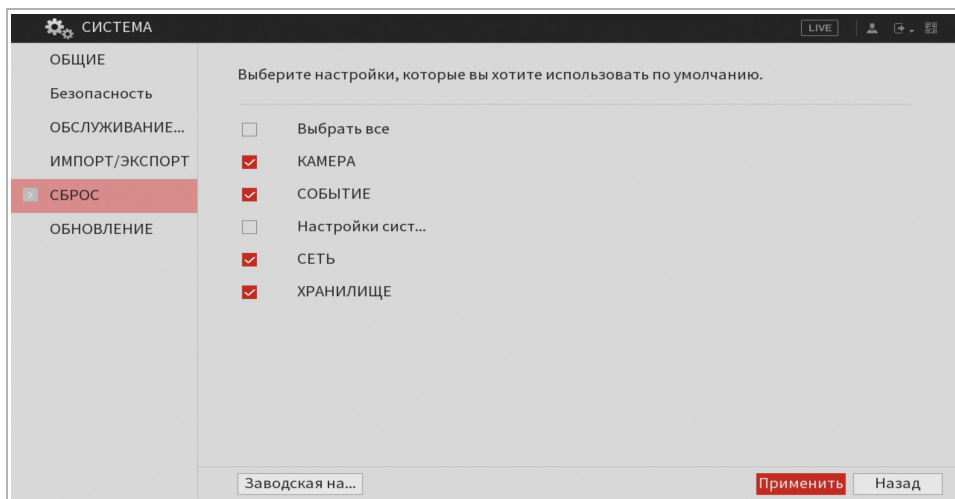 СИСТЕМА
LIVE
ОБЩИЕ
Безопасность
ОБСЛУЖИВАНИЕ...
ИМПОРТ/ЭКСПОРТ
СБРОС
ОБНОВЛЕНИЕ
Выберите настройки, которые вы хотите использовать по умолчанию.
Выбрать все
КАМЕРА
СОБЫТИЕ
Настройки сист...
СЕТЬ
ХРАНИЛИЩЕ
Заводская на...
Применить
Назад